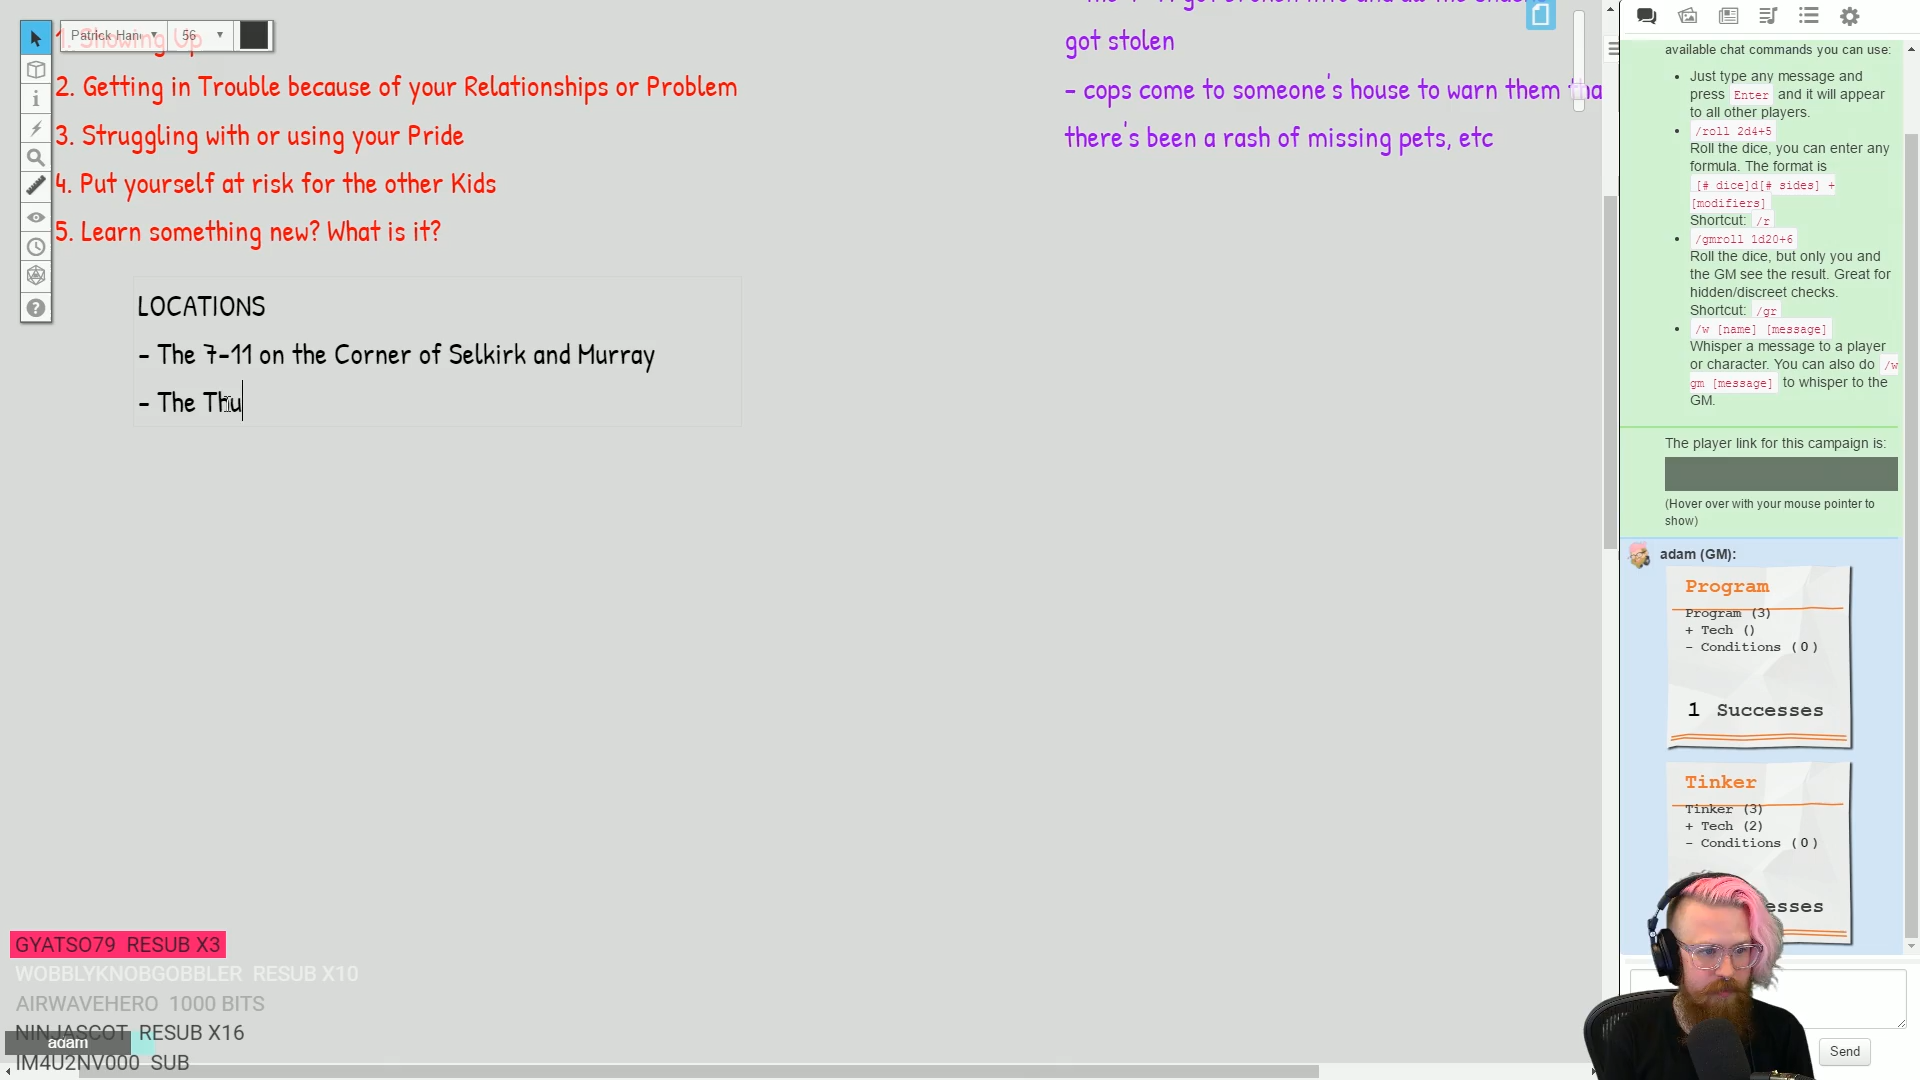 Patrick Han
56
1. Showing Up
2. Getting in Trouble because of your Relationships or Problem
3. Struggling with or using your Pride
4. Put yourself at risk for the other Kids
5. Learn something new? What is it?
LOCATIONS
- The 7-11 on the Corner of Selkirk and Murray
- The Thu
got stolen
- cops come to someone's house to warn them
there's been a rash of missing pets, etc
available chat commands you can use:
• Just type any message and
press Enter and it will appear
to all other players.
• /roll 2d4+5
Roll the dice, you can enter any
formula. The format is
[# dice]d[# sides] +
[modifiers]
Shortcut: /r
• /gmroll 1d20+6
Roll the dice, but only you and
the GM see the result. Great for
hidden/discreet checks.
Shortcut: /gr
• /w [name] [message]
Whisper a message to a player
or character. You can also do /w
gm [message] to whisper to the
GM.
The player link for this campaign is:
(Hover over with your mouse pointer to
show)
adam (GM):
Program
Program (3)
+ Tech ()
- Conditions (0)
1 Successes
Tinker
Tinker (3)
+ Tech (2)
- Conditions (0)
esses
Send
GYATSO79 RESUB X3
WOBBLYKNOBGOBBLER RESUB X10
AIRWAVEHERO 1000 BITS
NINJASCOT RESUB X16
adam
IM4U2NV000 SUB